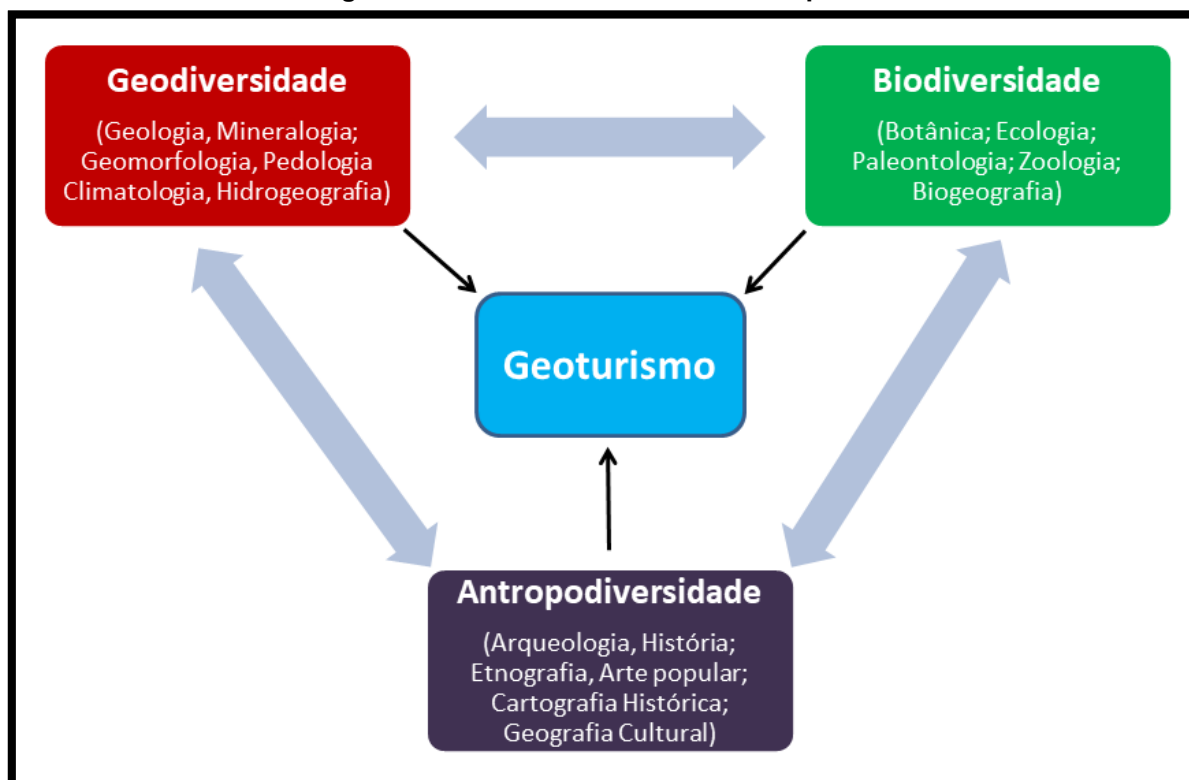 Geodiversidade
(Geologia, Mineralogia;
Geomorfologia, Pedologia
Climatologia, Hidrogeografia)
Biodiversidade
(Botânica; Ecologia;
Paleontologia; Zoologia;
Biogeografia)
Geoturismo
Antropodiversidade
(Arqueologia, História;
Etnografia, Arte popular;
Cartografia Histórica;
Geografia Cultural)